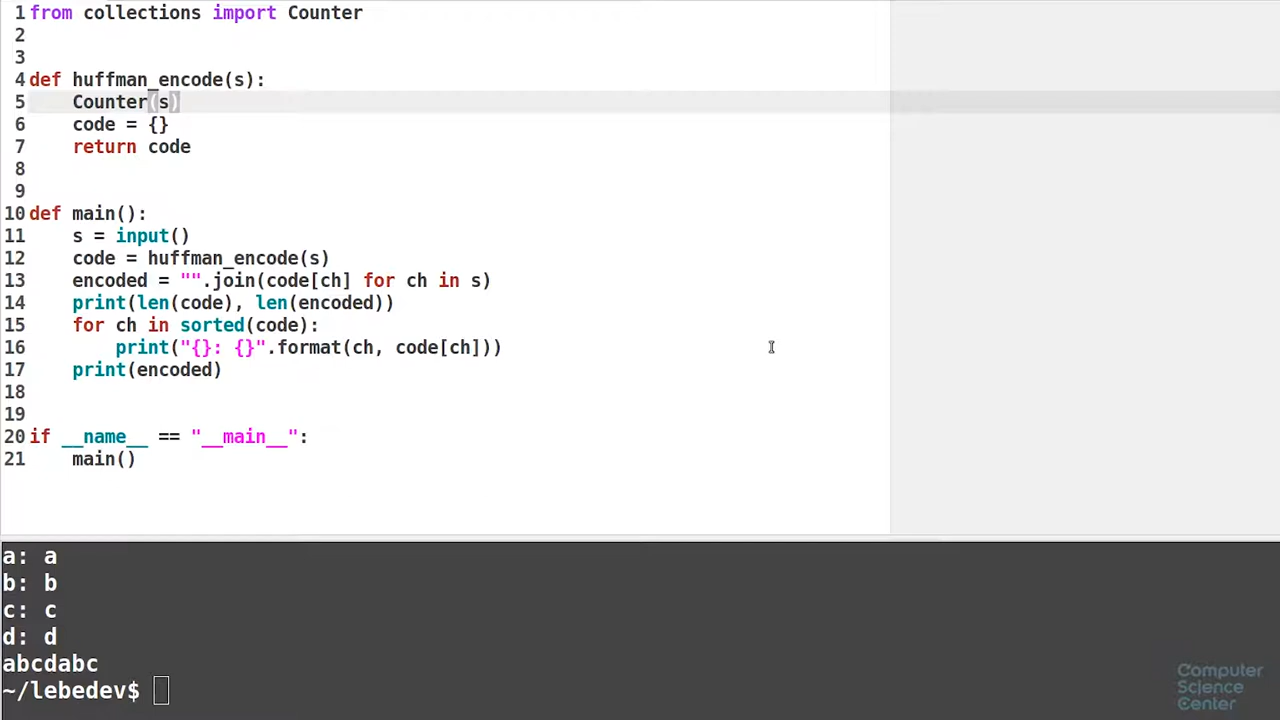 1 from collections import Counter
2
3
4 def huffman_encode(s):
5     Counter(s)
6     code = {}
7     return code
8
9
10 def main():
11     s = input()
12     code = huffman_encode(s)
13     encoded = "".join(code[ch] for ch in s)
14     print(len(code), len(encoded))
15     for ch in sorted(code):
16         print("{}: {}".format(ch, code[ch]))
17     print(encoded)
18
19
20 if __name__ == "__main__":
21     main()
a: a
b: b
c: c
d: d
abcdabc
~/lebedev$
Computer
Science
Center